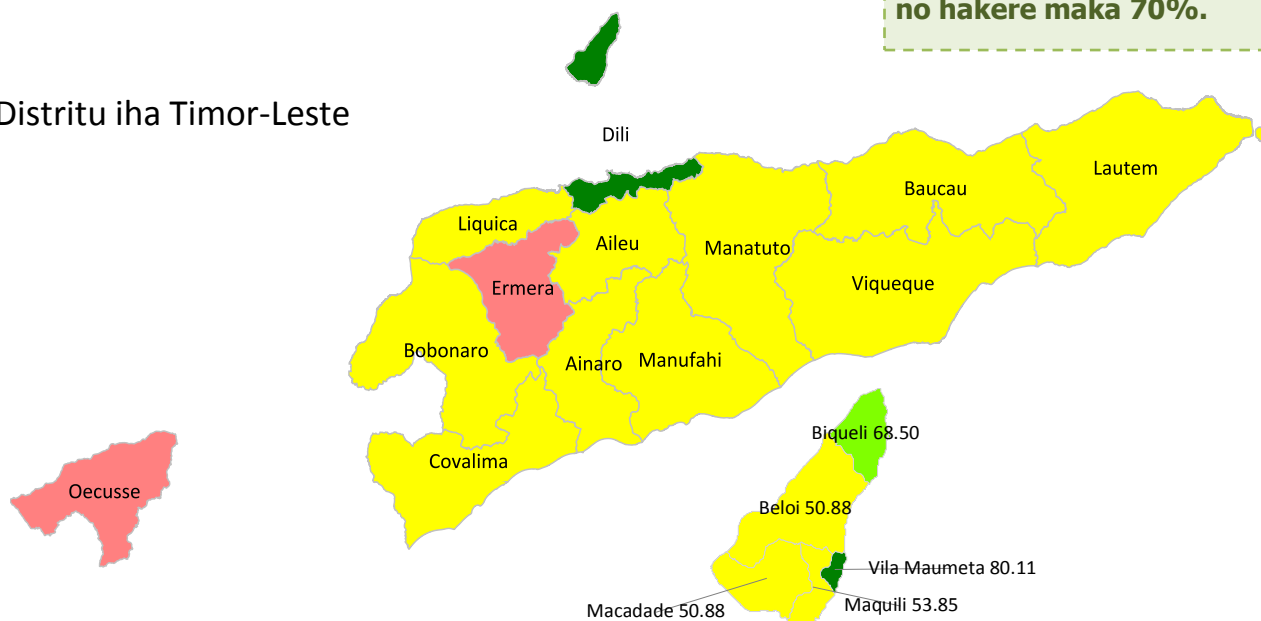 no hakere maka 70%.
Distritu iha Timor-Leste
Dili
Lautem
Baucau
Liquica
Aileu
Manatuto
Viqueque
Ermera
Bobonaro
Ainaro
Manufahi
Biqueli 68.50
Covalima
Oecusse
Beloi 50.88
Vila Maumeta 80.11
Macadade 50.88
Maquili 53.85